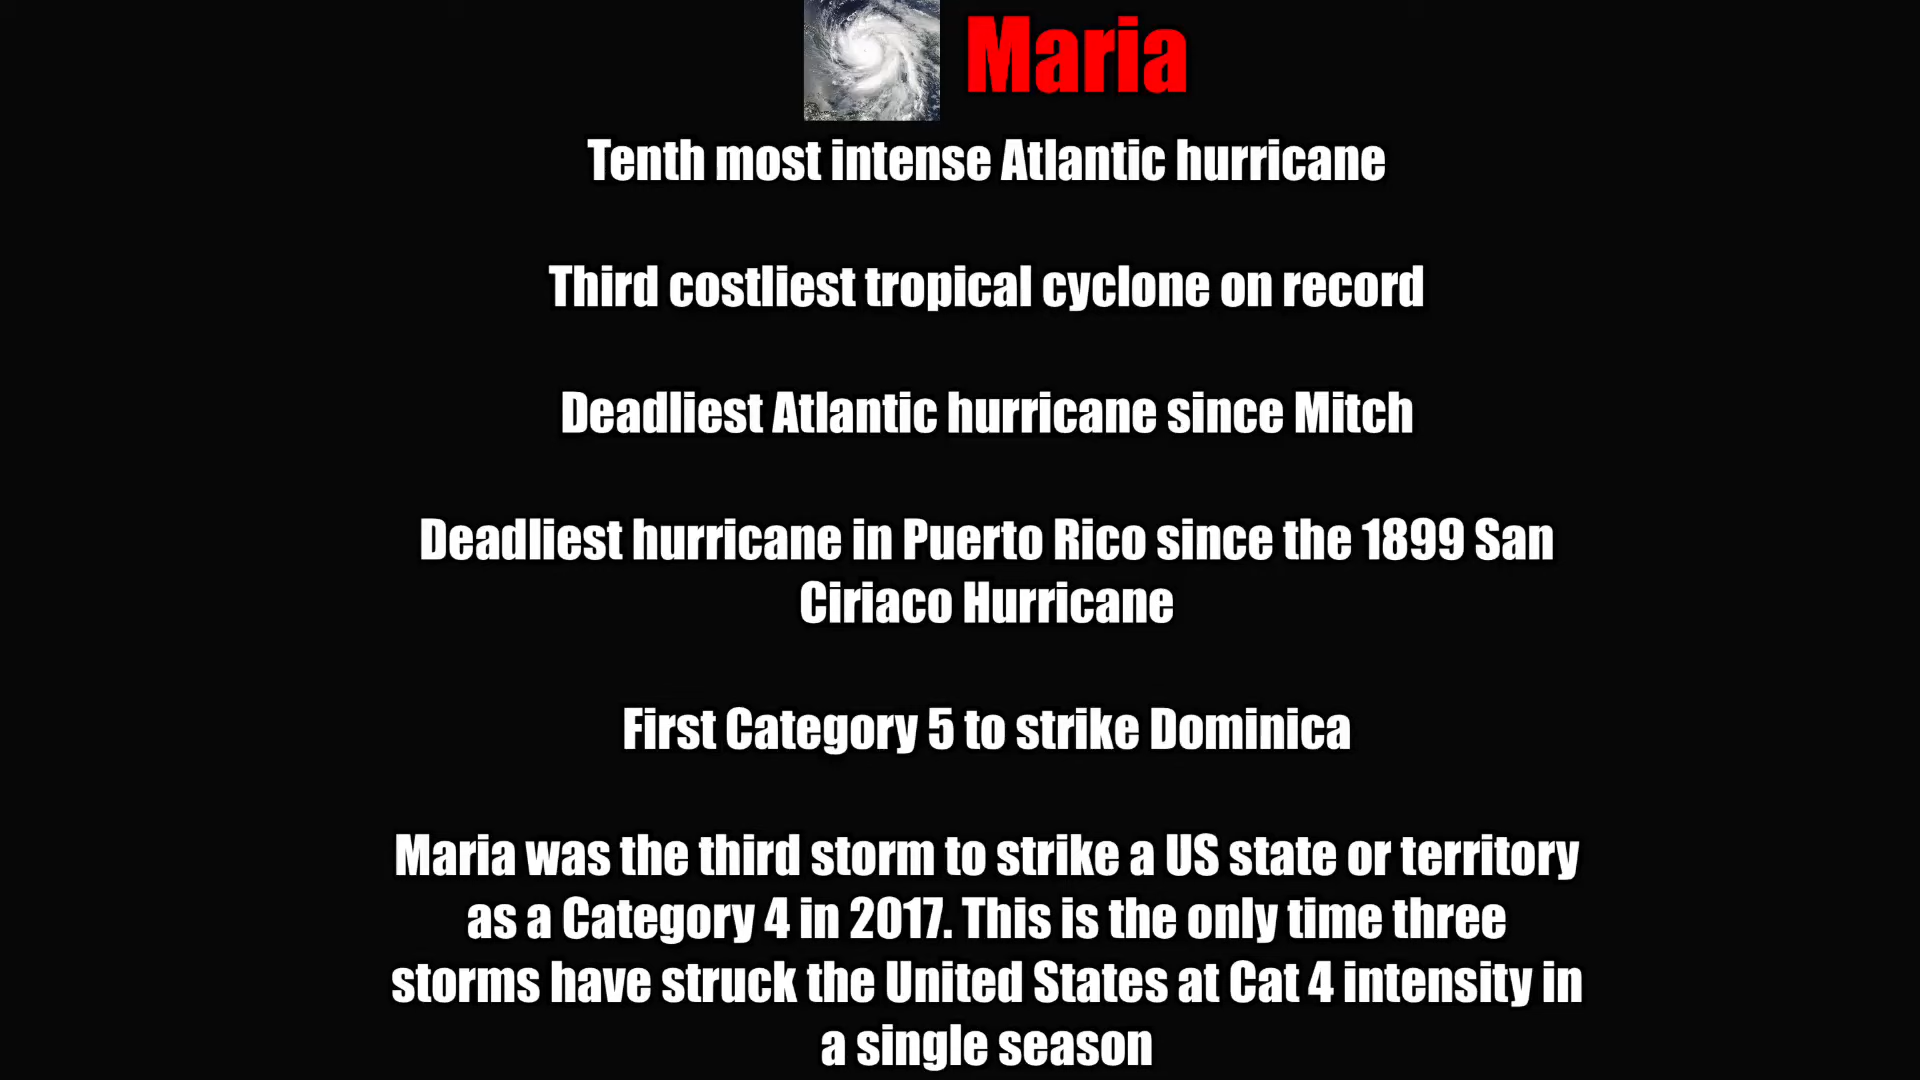 Maria
Tenth most intense Atlantic hurricane
Third costliest tropical cyclone on record
Deadliest Atlantic hurricane since Mitch
Deadliest hurricane in Puerto Rico since the 1899 San
Ciriaco Hurricane
First Category 5 to strike Dominica
Maria was the third storm to strike a US state or territory
as a Category 4 in 2017. This is the only time three
storms have struck the United States at Cat 4 intensity in
a single season